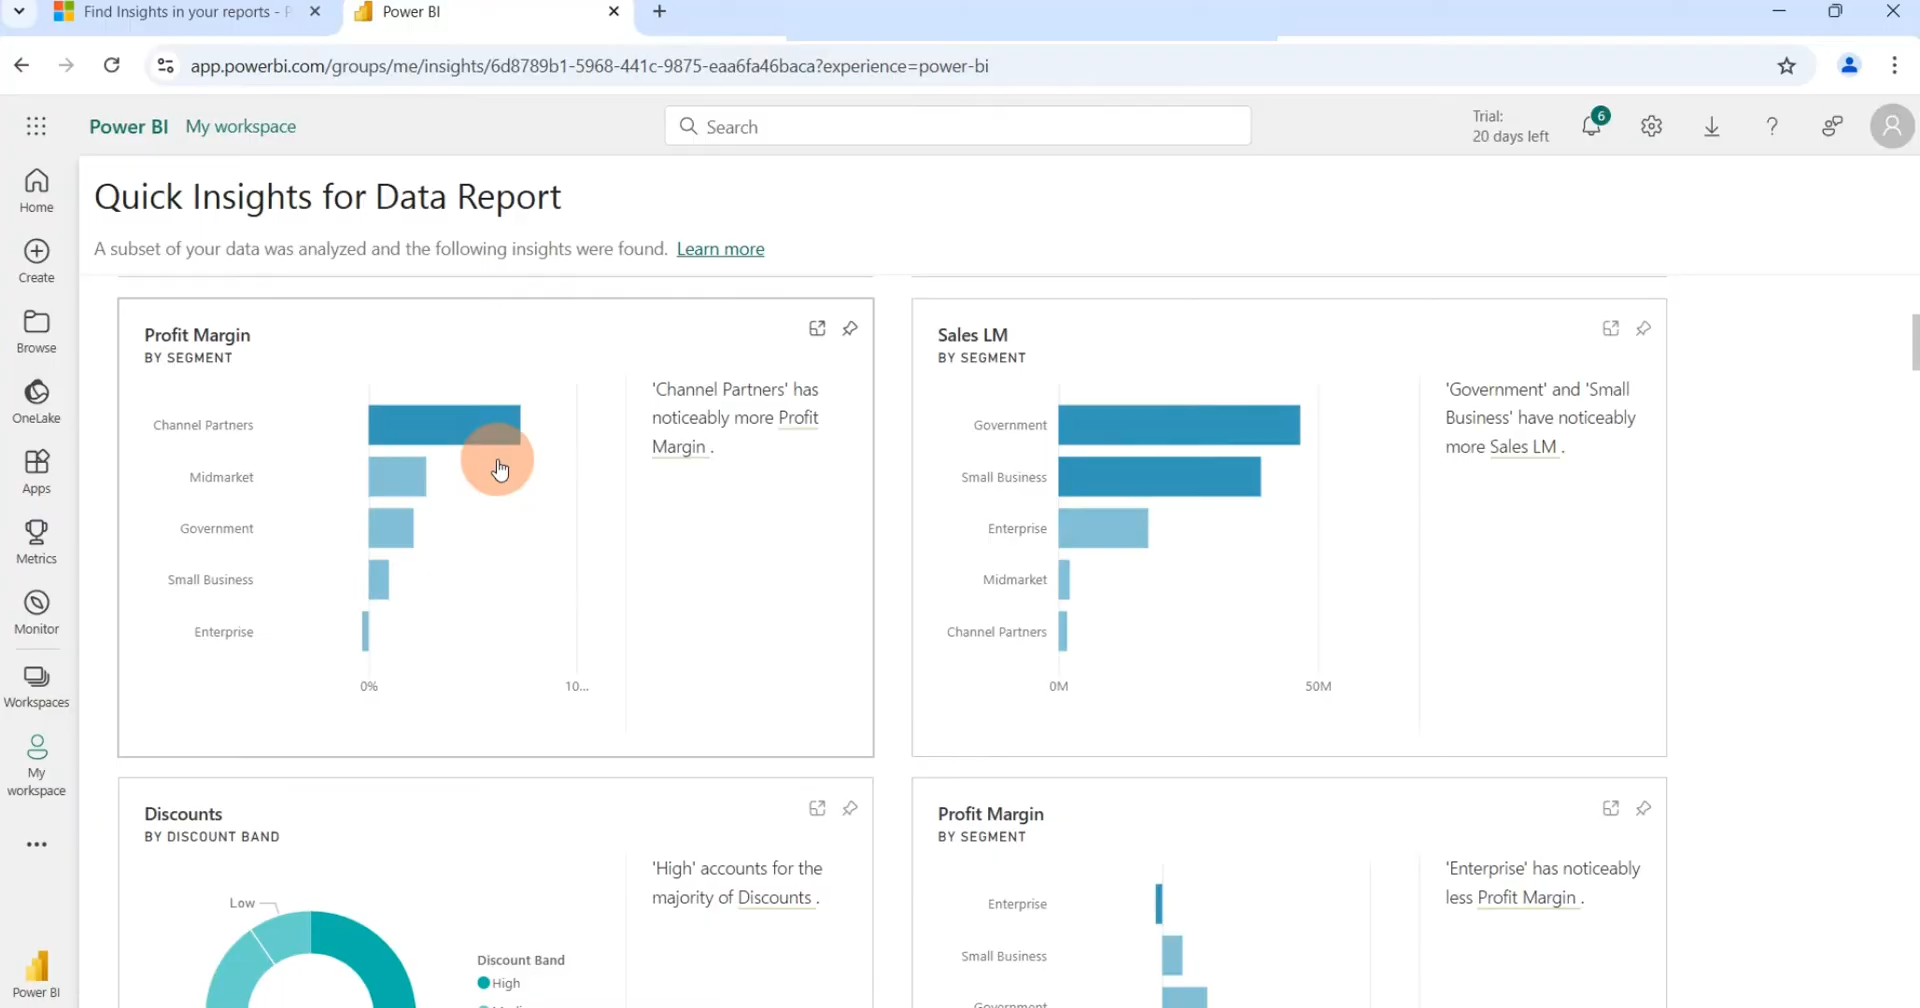 Find Insights in your reports - P
Power BI
app.powerbi.com/groups/me/insights/6d8789b1-5968-441c-9875-eaa6fa46baca?experience=power-bi
Power BI My workspace
Search
Trial:
20 days left
6
Home
Create
Browse
OneLake
Apps
Metrics
Monitor
Workspaces
My
workspace
Power BI
Quick Insights for Data Report
A subset of your data was analyzed and the following insights were found. Learn more
Profit Margin
BY SEGMENT
Channel Partners
Midmarket
Government
Small Business
Enterprise
0% 10...
'Channel Partners' has
noticeably more Profit
Margin .
Sales LM
BY SEGMENT
Government
Small Business
Enterprise
Midmarket
Channel Partners
0M 50M
'Government' and 'Small
Business' have noticeably
more Sales LM .
Discounts
BY DISCOUNT BAND
Low
Discount Band
High
'High' accounts for the
majority of Discounts .
Profit Margin
BY SEGMENT
Enterprise
Small Business
Government
'Enterprise' has noticeably
less Profit Margin .